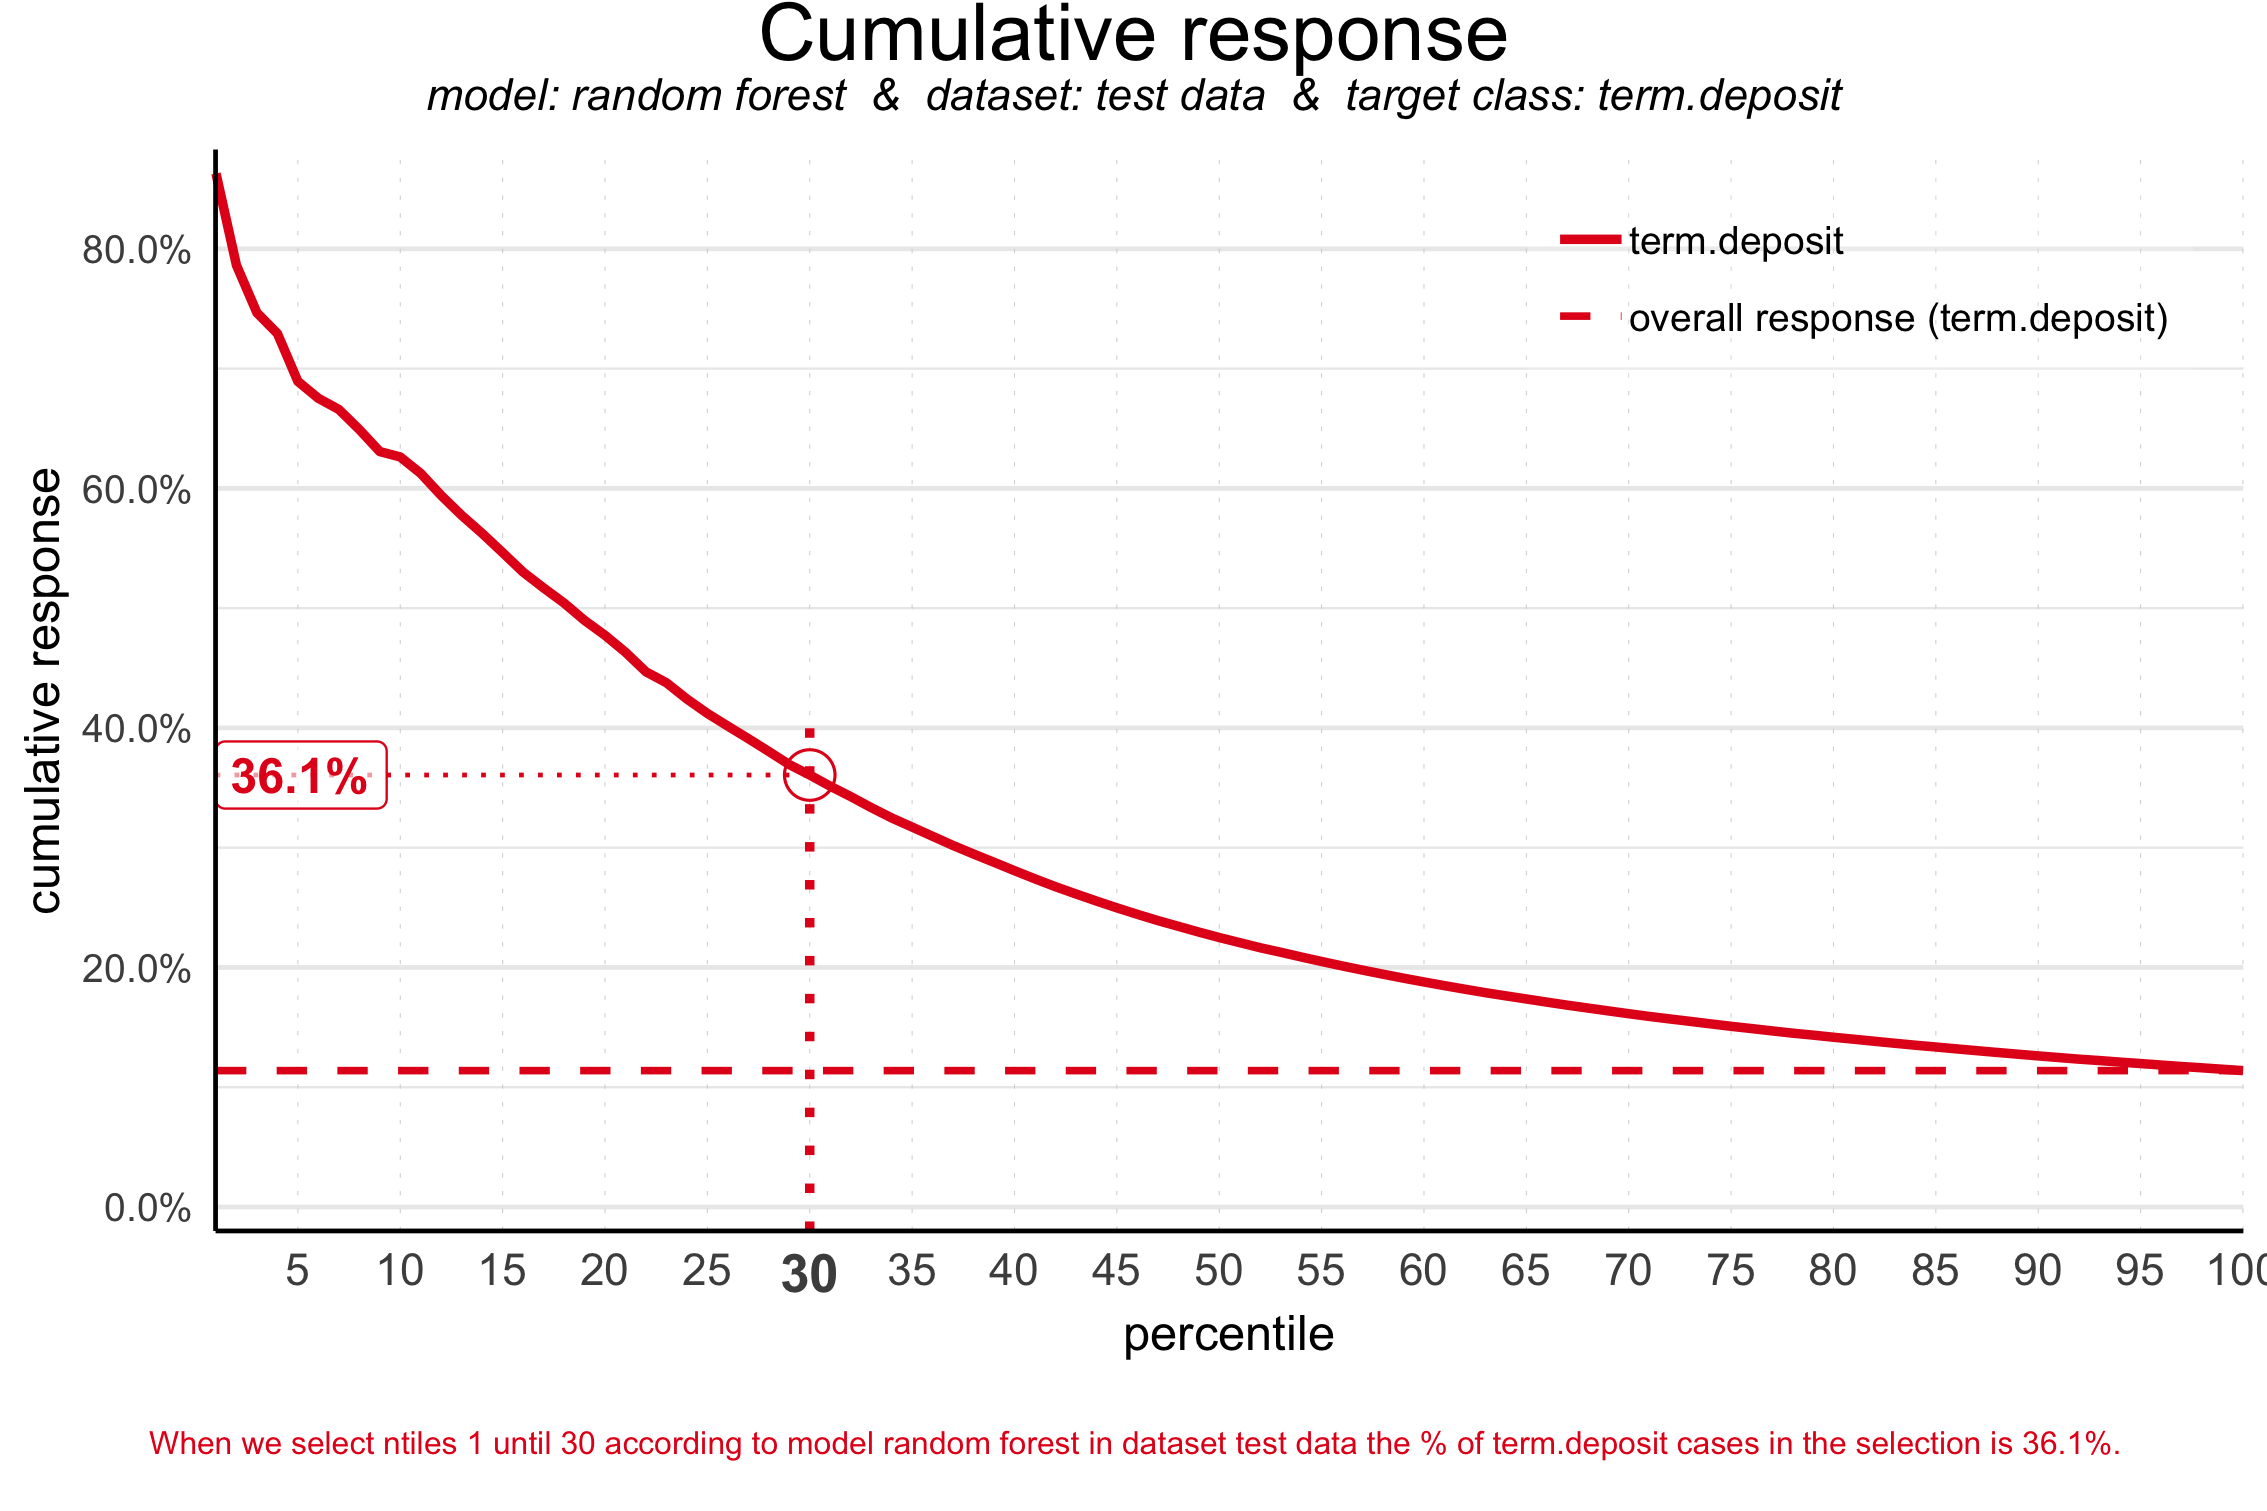 Cumulative response
model: random forest & dataset: test data & target class: term.deposit
term.deposit
overall response (term.deposit)
cumulative response
80.0%
60.0%
40.0%
36.1%
20.0%
0.0%
5 10 15 20 25 30 35 40 45 50 55 60 65 70 75 80 85 90 95 100
percentile
When we select ntiles 1 until 30 according to model random forest in dataset test data the % of term.deposit cases in the selection is 36.1%.